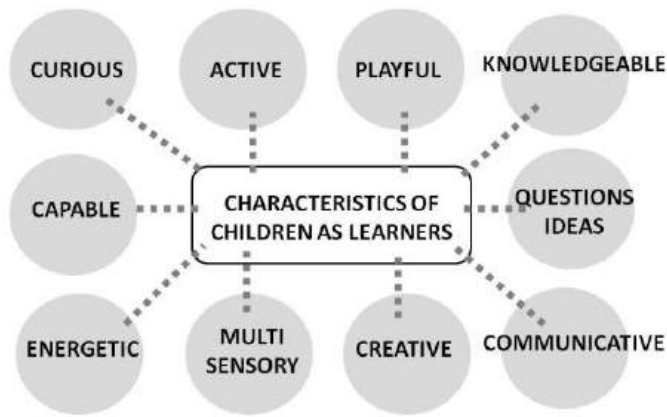 CURIOUS
ACTIVE
PLAYFUL
KNOWLEDGEABLE
CAPABLE
CHARACTERISTICS OF
CHILDREN AS LEARNERS
QUESTIONS
IDEAS
ENERGETIC
MULTI
SENSORY
CREATIVE
COMMUNICATIVE